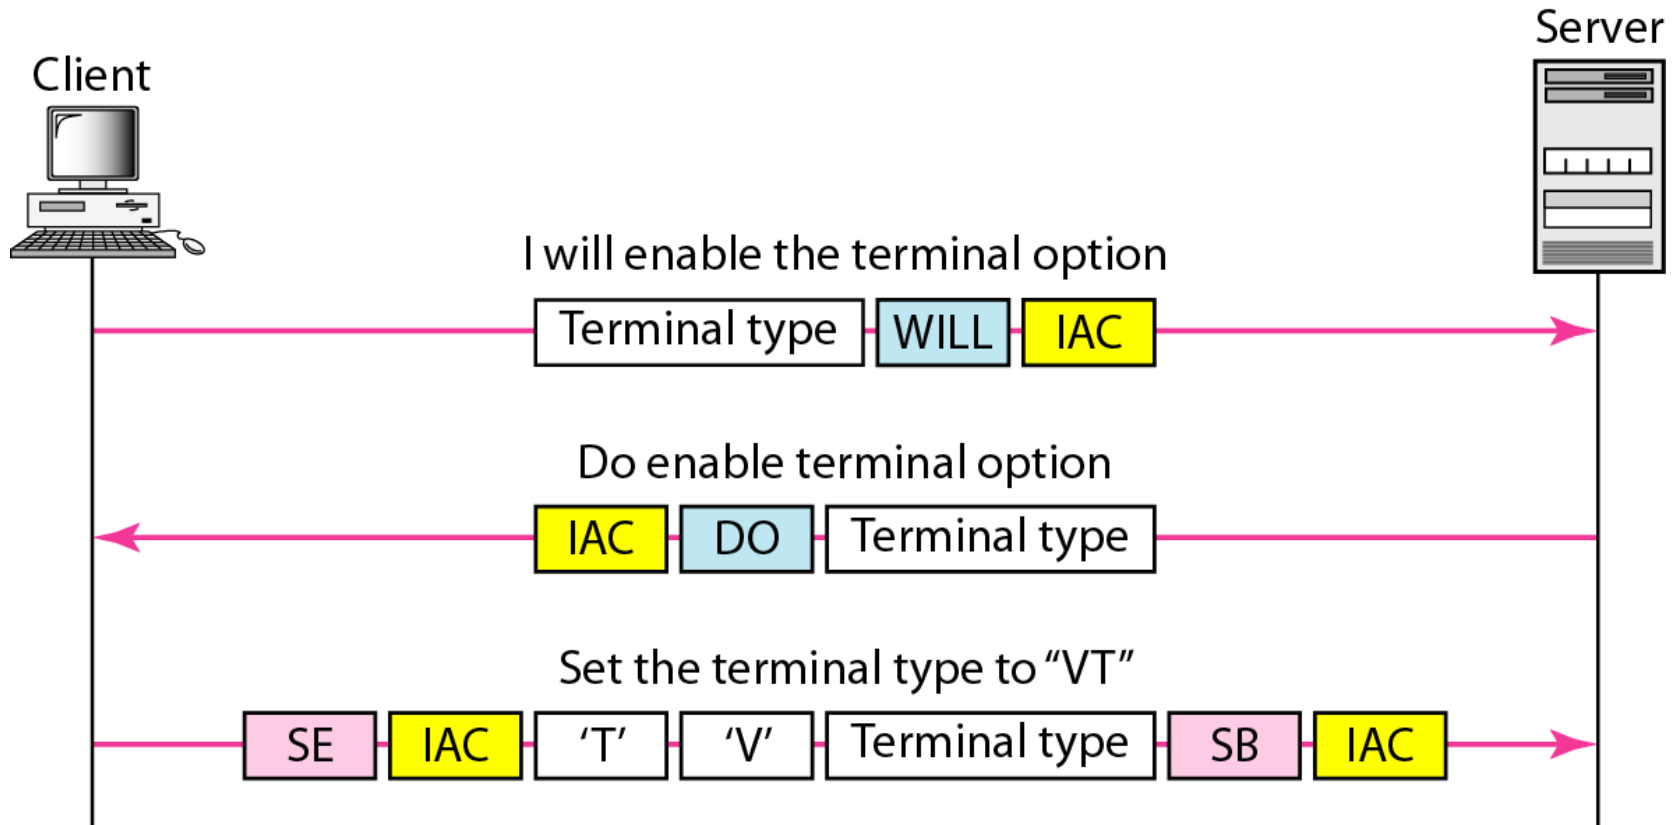 Server
Client
I will enable the terminal option
Terminal type WILL IAC
Do enable terminal option
IAC DO Terminal type
Set the terminal type to “VT”
SE IAC ‘T’ ‘V’ Terminal type SB IAC